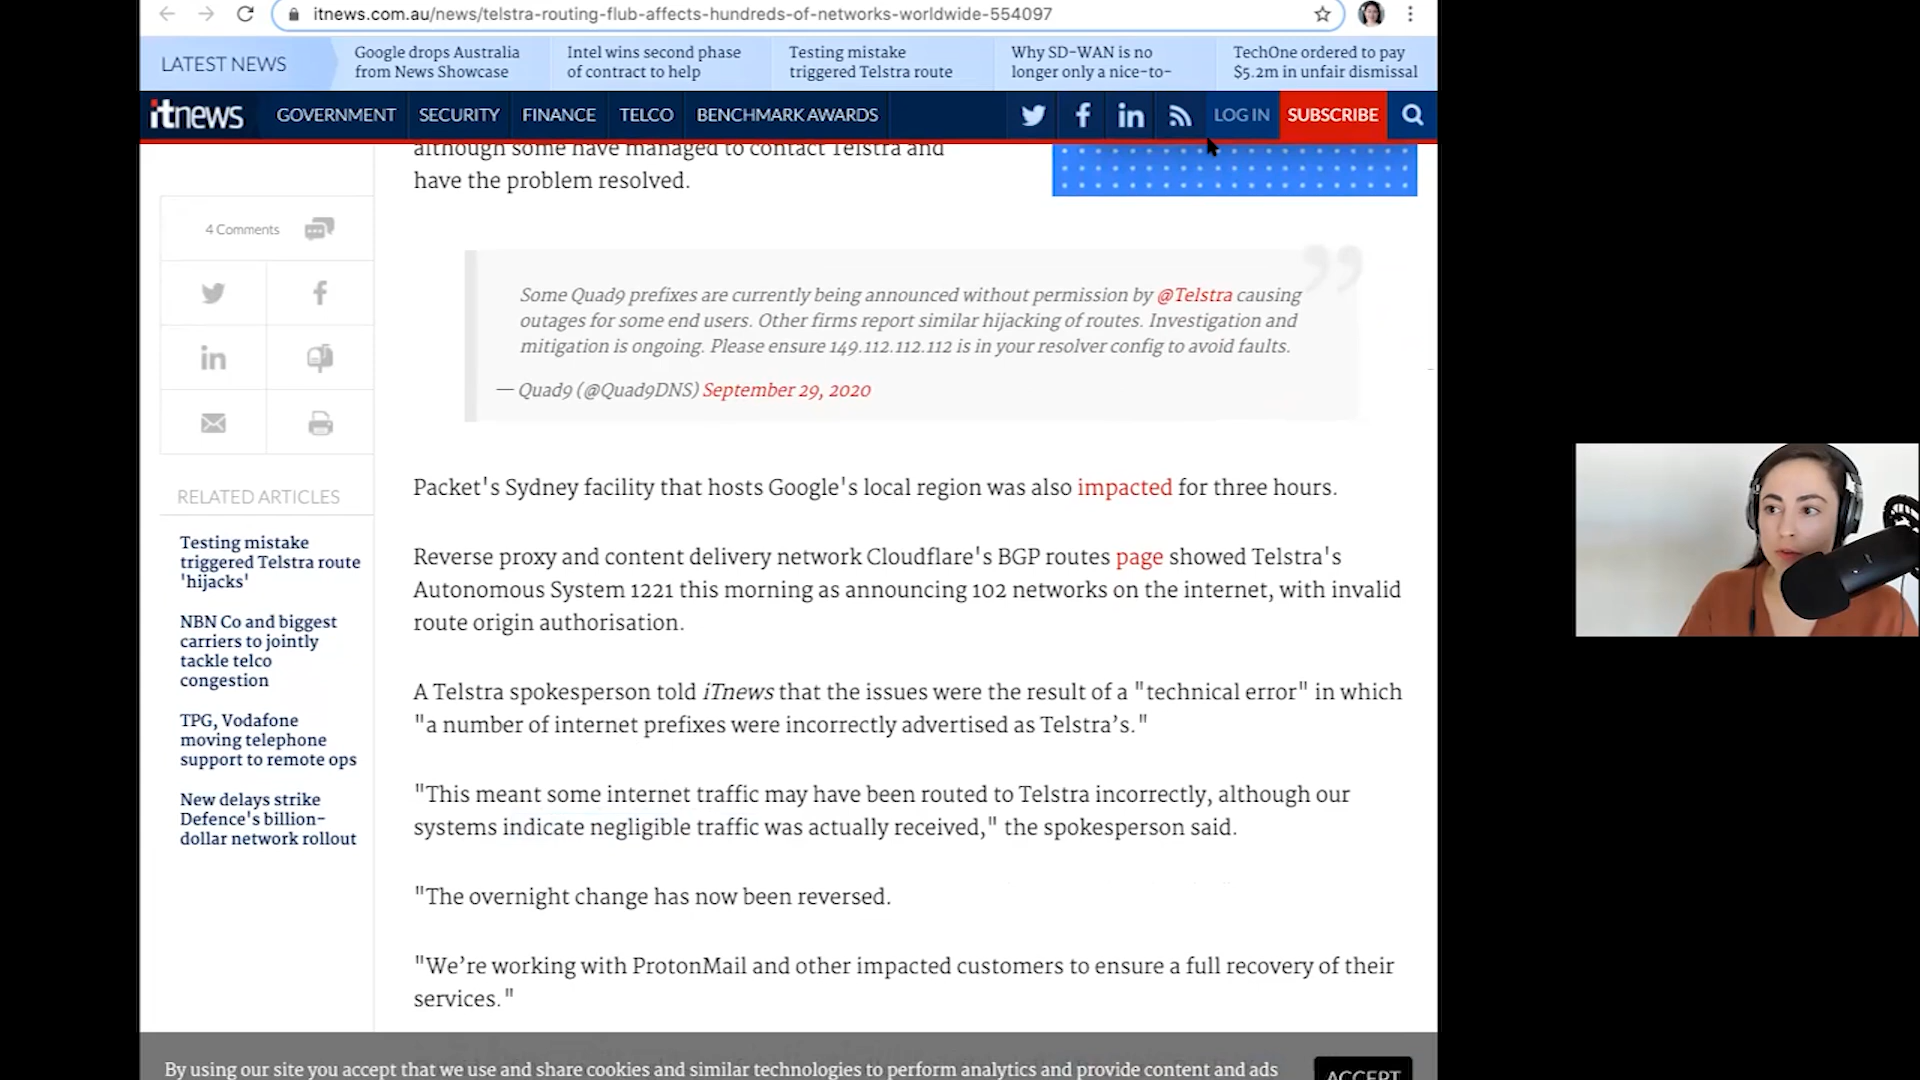 itnews.com.au/news/telstra-routing-flub-affects-hundreds-of-networks-worldwide-554097
LATEST NEWS
Google drops Australia
from News Showcase
Intel wins second phase
of contract to help
Testing mistake
triggered Telstra route
Why SD-WAN is no
longer only a nice-to-
TechOne ordered to pay
$5.2m in unfair dismissal
itnews
GOVERNMENT
SECURITY
FINANCE
TELCO
BENCHMARK AWARDS
LOG IN
SUBSCRIBE
although some have managed to contact Telstra and
have the problem resolved.
4 Comments
Some Quad9 prefixes are currently being announced without permission by @Telstra causing
outages for some end users. Other firms report similar hijacking of routes. Investigation and
mitigation is ongoing. Please ensure 149.112.112.112 is in your resolver config to avoid faults.
— Quad9 (@Quad9DNS) September 29, 2020
RELATED ARTICLES
Testing mistake
triggered Telstra route
'hijacks'
NBN Co and biggest
carriers to jointly
tackle telco
congestion
TPG, Vodafone
moving telephone
support to remote ops
New delays strike
Defence's billion-
dollar network rollout
Packet's Sydney facility that hosts Google's local region was also impacted for three hours.
Reverse proxy and content delivery network Cloudflare's BGP routes page showed Telstra's
Autonomous System 1221 this morning as announcing 102 networks on the internet, with invalid
route origin authorisation.
A Telstra spokesperson told iTnews that the issues were the result of a "technical error" in which
"a number of internet prefixes were incorrectly advertised as Telstra’s."
"This meant some internet traffic may have been routed to Telstra incorrectly, although our
systems indicate negligible traffic was actually received," the spokesperson said.
"The overnight change has now been reversed.
"We’re working with ProtonMail and other impacted customers to ensure a full recovery of their
services."
By using our site you accept that we use and share cookies and similar technologies to perform analytics and provide content and ads
ACCEPT